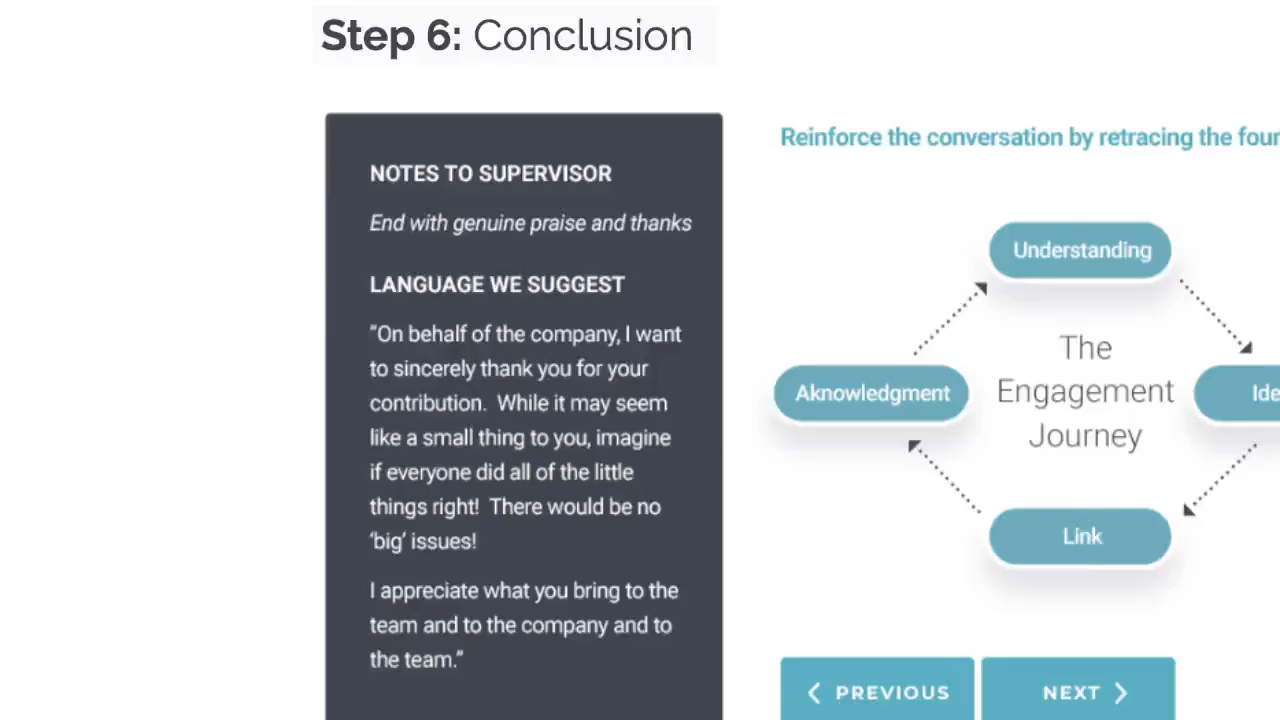 Step 6: Conclusion
NOTES TO SUPERVISOR
End with genuine praise and thanks
LANGUAGE WE SUGGEST
"On behalf of the company, I want
to sincerely thank you for your
contribution. While it may seem
like a small thing to you, imagine
if everyone did all of the little
things right! There would be no
'big' issues!
I appreciate what you bring to the
team and to the company and to
the team."
Reinforce the conversation by retracing the four
Understanding
The
Engagement
Journey
Aknowledgment
Ide
Link
PREVIOUS
NEXT